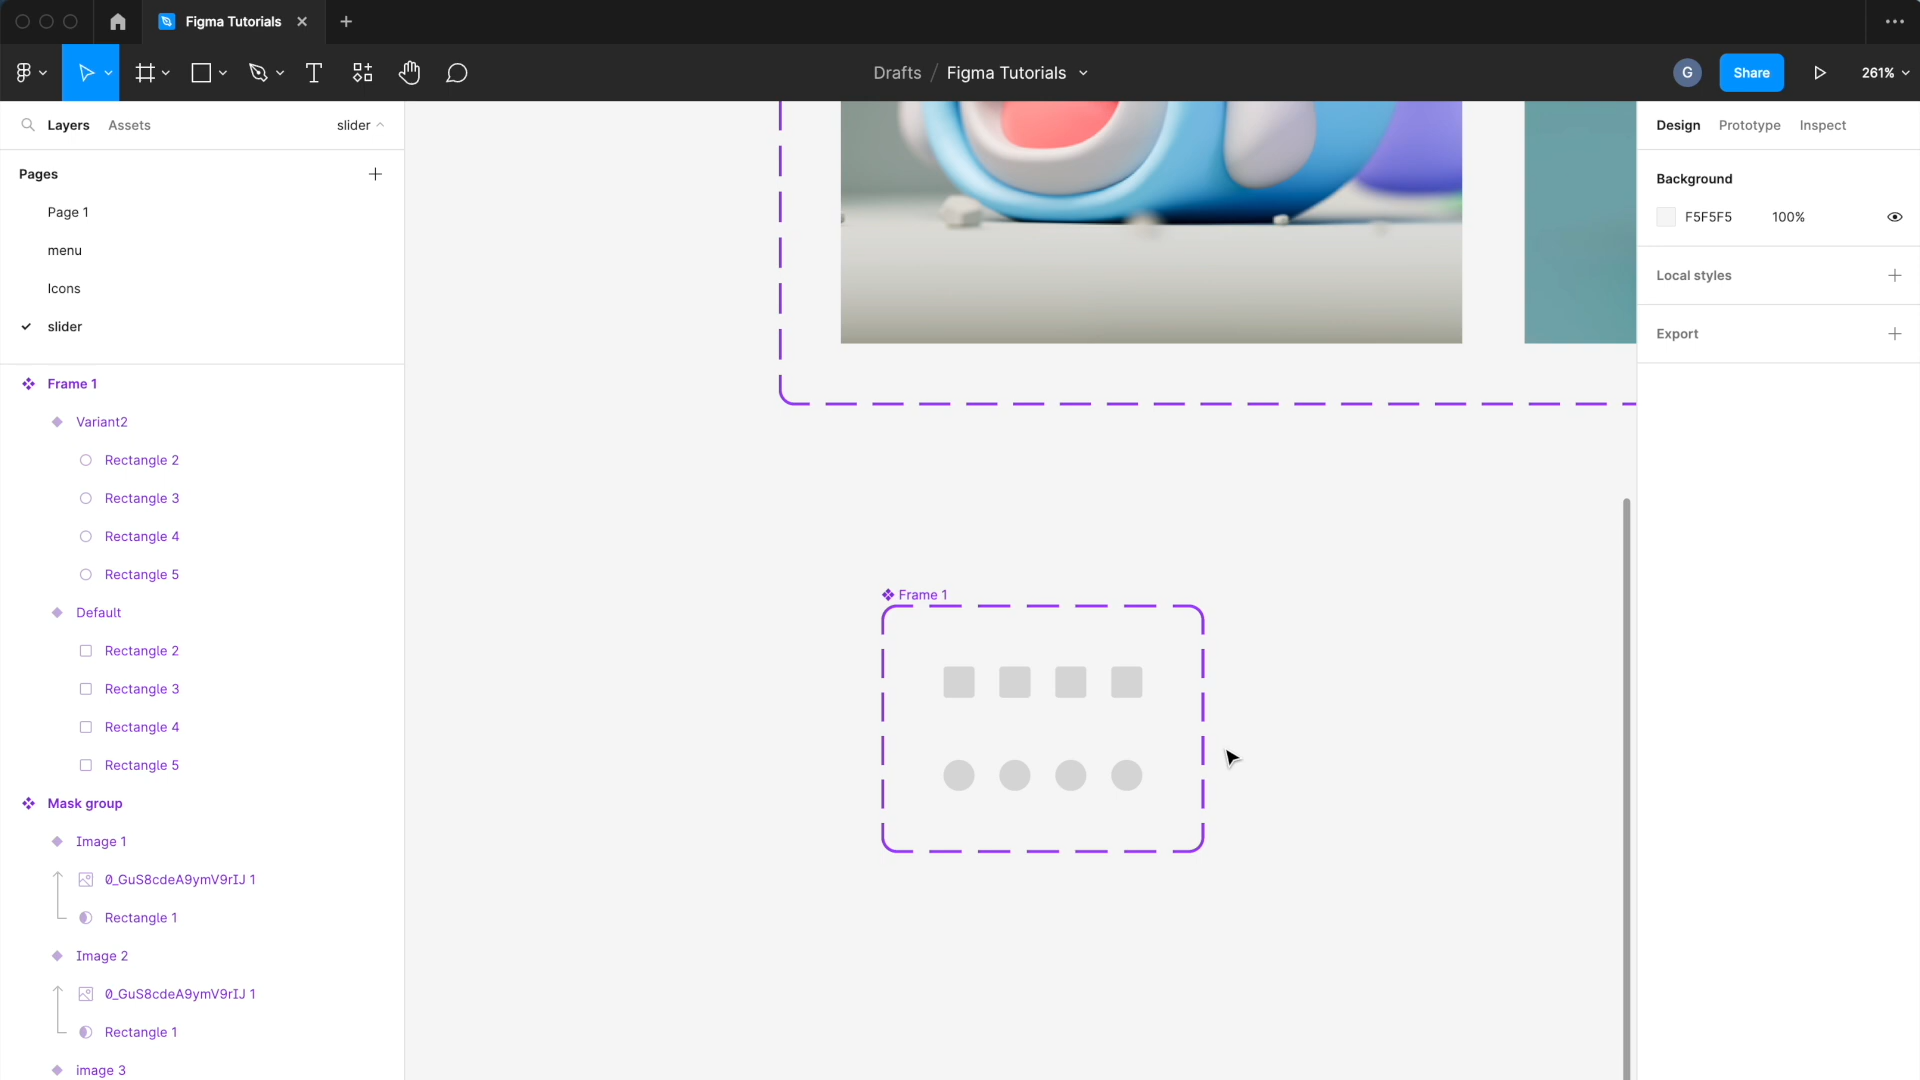 Figma Tutorials
Drafts / Figma Tutorials
G
Share
261%
Layers
Assets
slider
Pages
Page 1
menu
Icons
slider
Frame 1
Variant2
Rectangle 2
Rectangle 3
Rectangle 4
Rectangle 5
Default
Rectangle 2
Rectangle 3
Rectangle 4
Rectangle 5
Mask group
Image 1
0_GuS8cdeA9ymV9rIJ 1
Rectangle 1
Image 2
0_GuS8cdeA9ymV9rIJ 1
Rectangle 1
image 3
Frame 1
Design
Prototype
Inspect
Background
F5F5F5
100%
Local styles
Export